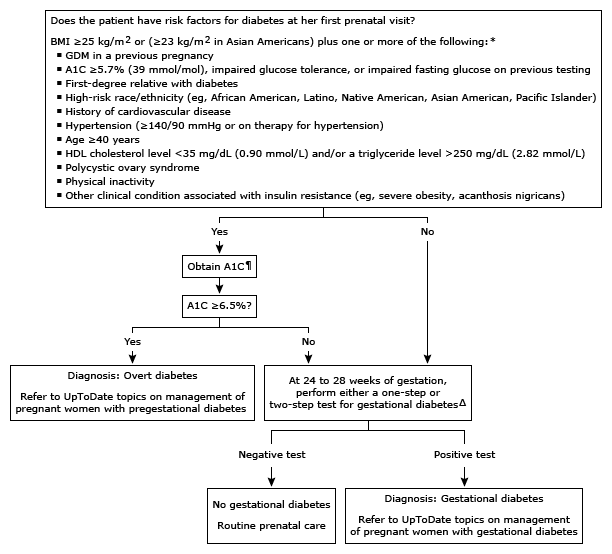 Does the patient have risk factors for diabetes at her first prenatal visit?
BMI ≥25 kg/m2 or (≥23 kg/m2 in Asian Americans) plus one or more of the following:*
▪ GDM in a previous pregnancy
▪ A1C ≥5.7% (39 mmol/mol), impaired glucose tolerance, or impaired fasting glucose on previous testing
▪ First-degree relative with diabetes
▪ High-risk race/ethnicity (eg, African American, Latino, Native American, Asian American, Pacific Islander)
▪ History of cardiovascular disease
▪ Hypertension (≥140/90 mmHg or on therapy for hypertension)
▪ Age ≥40 years
▪ HDL cholesterol level <35 mg/dL (0.90 mmol/L) and/or a triglyceride level >250 mg/dL (2.82 mmol/L)
▪ Polycystic ovary syndrome
▪ Physical inactivity
▪ Other clinical condition associated with insulin resistance (eg, severe obesity, acanthosis nigricans)
Yes
No
Obtain A1C¶
A1C ≥6.5%?
Yes
No
Diagnosis: Overt diabetes
Refer to UpToDate topics on management of
pregnant women with pregestational diabetes
At 24 to 28 weeks of gestation,
perform either a one-step or
two-step test for gestational diabetesΔ
Negative test
Positive test
No gestational diabetes
Routine prenatal care
Diagnosis: Gestational diabetes
Refer to UpToDate topics on management
of pregnant women with gestational diabetes